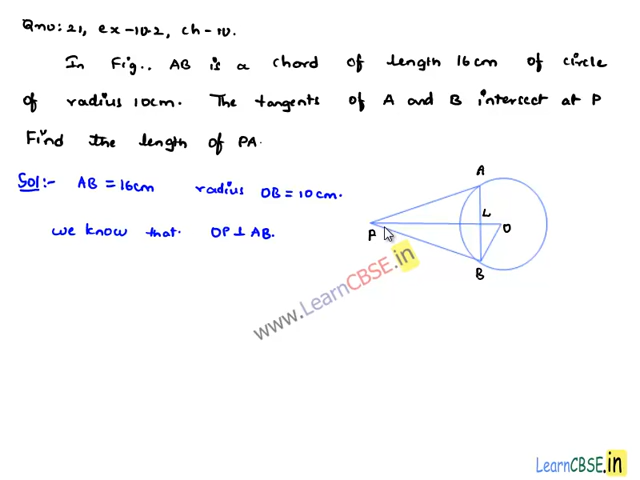 Qno: 21, ex-10.2, ch-10.
In Fig., AB is a chord of length 16cm of circle
of radius 10cm. The tangents of A and B intersect at P
Find the length of PA.
Sol:- AB = 16cm radius OB = 10cm.
we know that OP ⊥ AB.
A
L
O
P
B
www.LearnCBSE.in
LearnCBSE.in